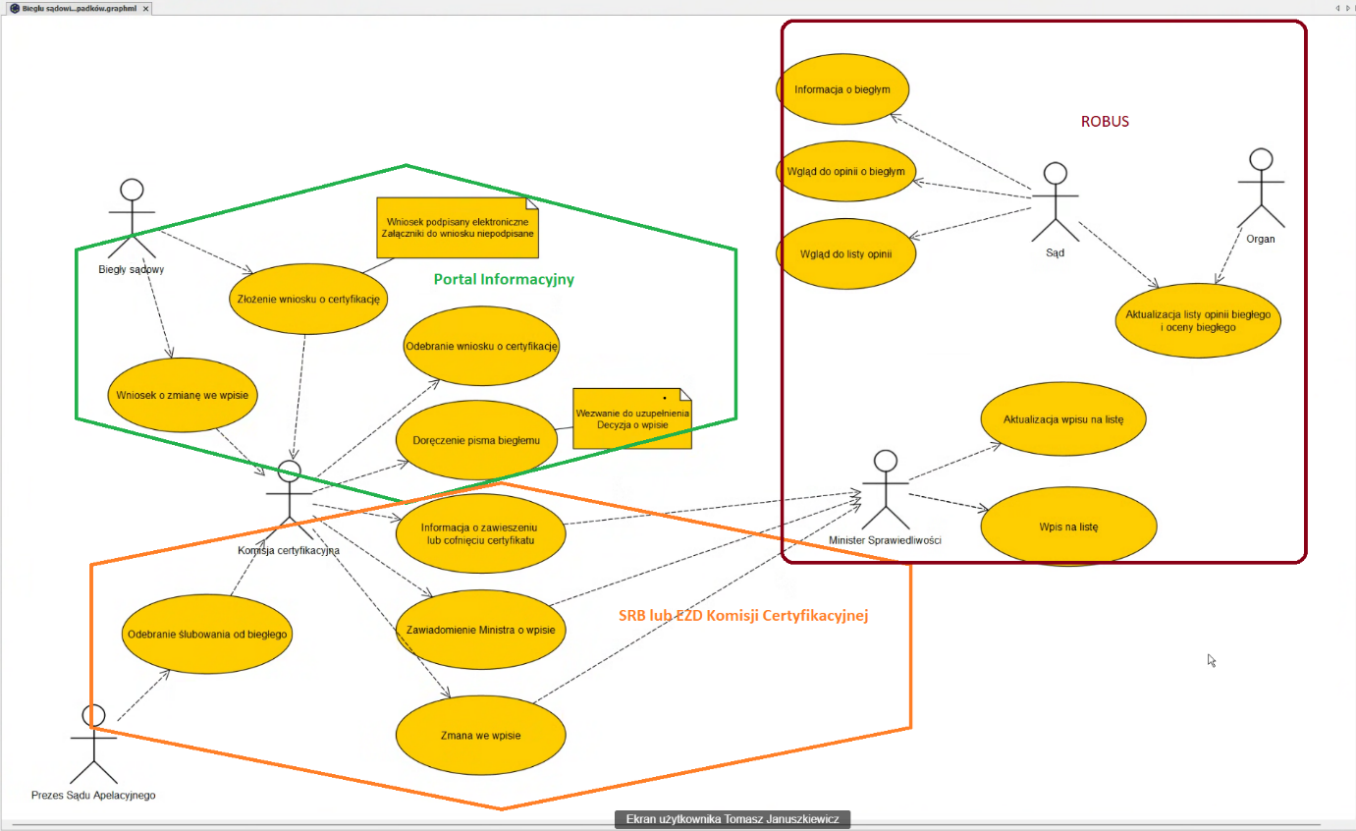 Biegłu sądowi...padków.graphml
Informacja o biegłym
ROBUS
Wgląd do opinii o biegłym
Wgląd do listy opinii
Sąd
Organ
Aktualizacja listy opinii biegłego
i oceny biegłego
Wniosek podpisany elektroniczne
Załączniki do wniosku niepodpisane
Biegły sądowy
Portal Informacyjny
Złożenie wniosku o certyfikację
Odebranie wniosku o certyfikację
Wniosek o zmianę we wpisie
Wezwanie do uzupełnienia
Decyzja o wpisie
Doręczenie pisma biegłemu
Aktualizacja wpisu na listę
Informacja o zawieszeniu
lub cofnięciu certyfikatu
Wpis na listę
Minister Sprawiedliwości
Komisja certyfikacyjna
SRB lub EZD Komisji Certyfikacyjnej
Odebranie ślubowania od biegłego
Zawiadomienie Ministra o wpisie
Zmana we wpisie
Prezes Sądu Apelacyjnego
Ekran użytkownika Tomasz Januszkiewicz